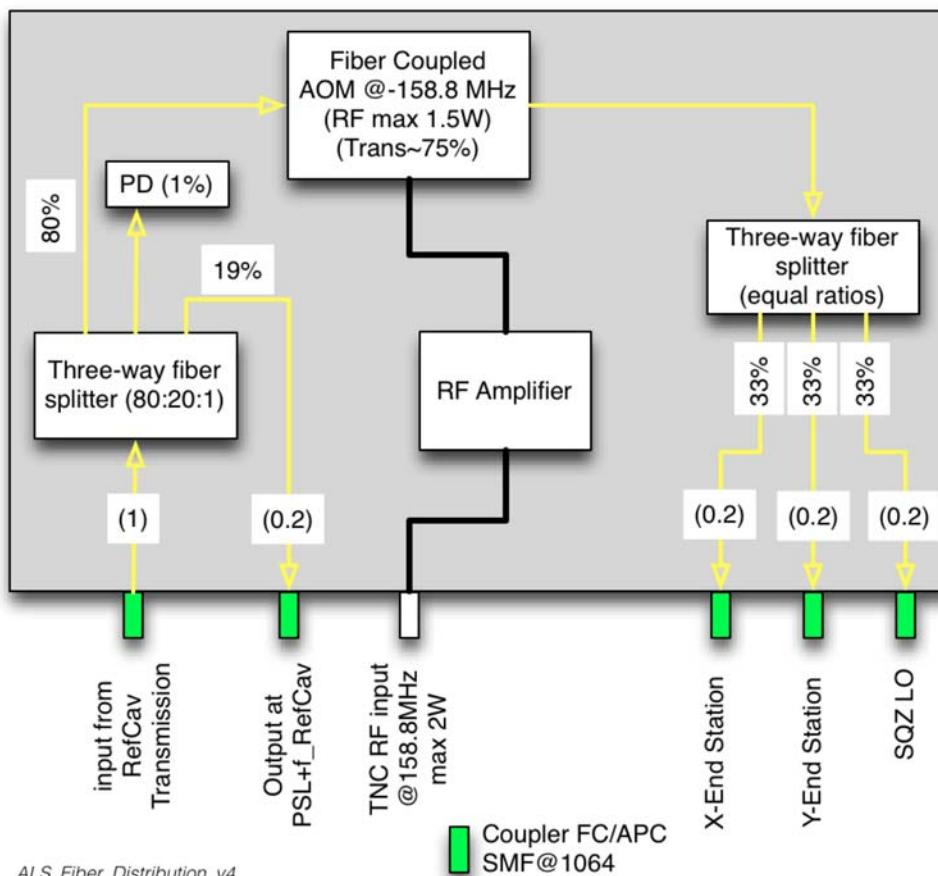 Fiber Coupled
AOM @-158.8 MHz
(RF max 1.5W)
(Trans~75%)
PD (1%)
80%
19%
Three-way fiber
splitter
(equal ratios)
Three-way fiber
splitter (80:20:1)
RF Amplifier
33%
33%
33%
(1)
(0.2)
(0.2)
(0.2)
(0.2)
input from
RefCav
Transmission
Output at
PSL+f_RefCav
TNC RF input
@158.8MHz
max 2W
X-End Station
Y-End Station
SQZ LO
Coupler FC/APC
SMF@1064
ALS_Fiber_Distribution_v4